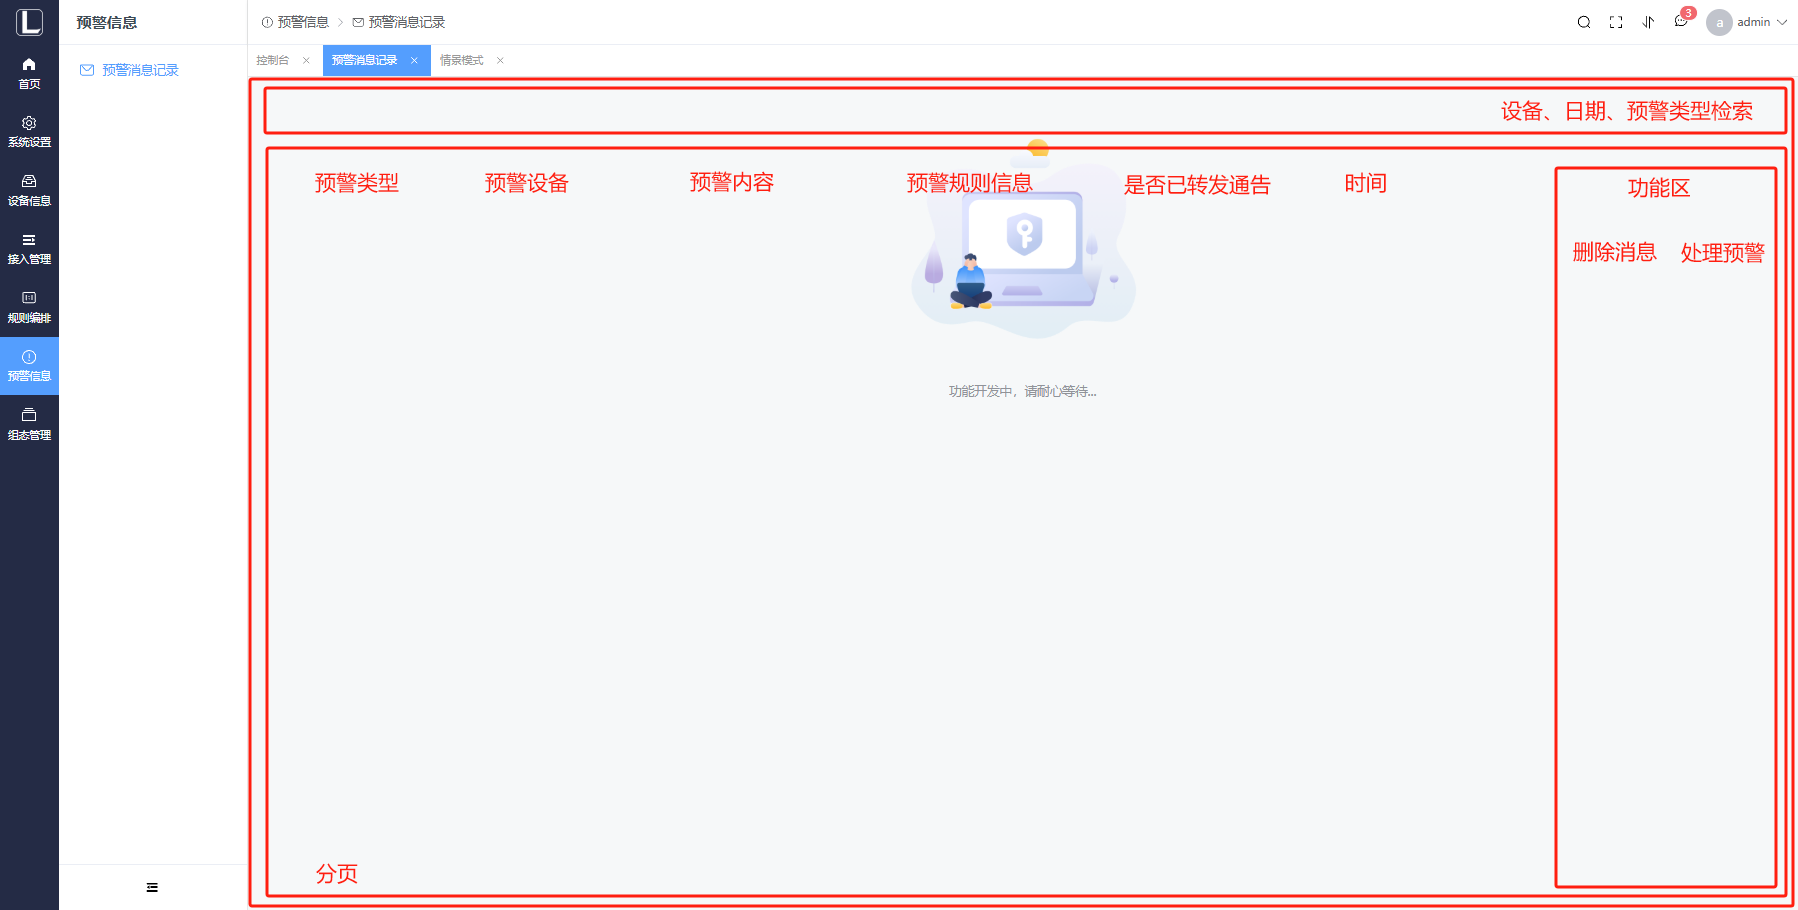 L
首页
系统设置
设备信息
接入管理
规则编排
预警信息
组态管理
预警信息
预警消息记录
预警信息 > 预警消息记录
3
a admin
控制台 ×
预警消息记录 ×
情景模式 ×
设备、日期、预警类型检索
预警类型 预警设备 预警内容 预警规则信息 是否已转发通告 时间 功能区
删除消息 处理预警
功能开发中，请耐心等待...
分页